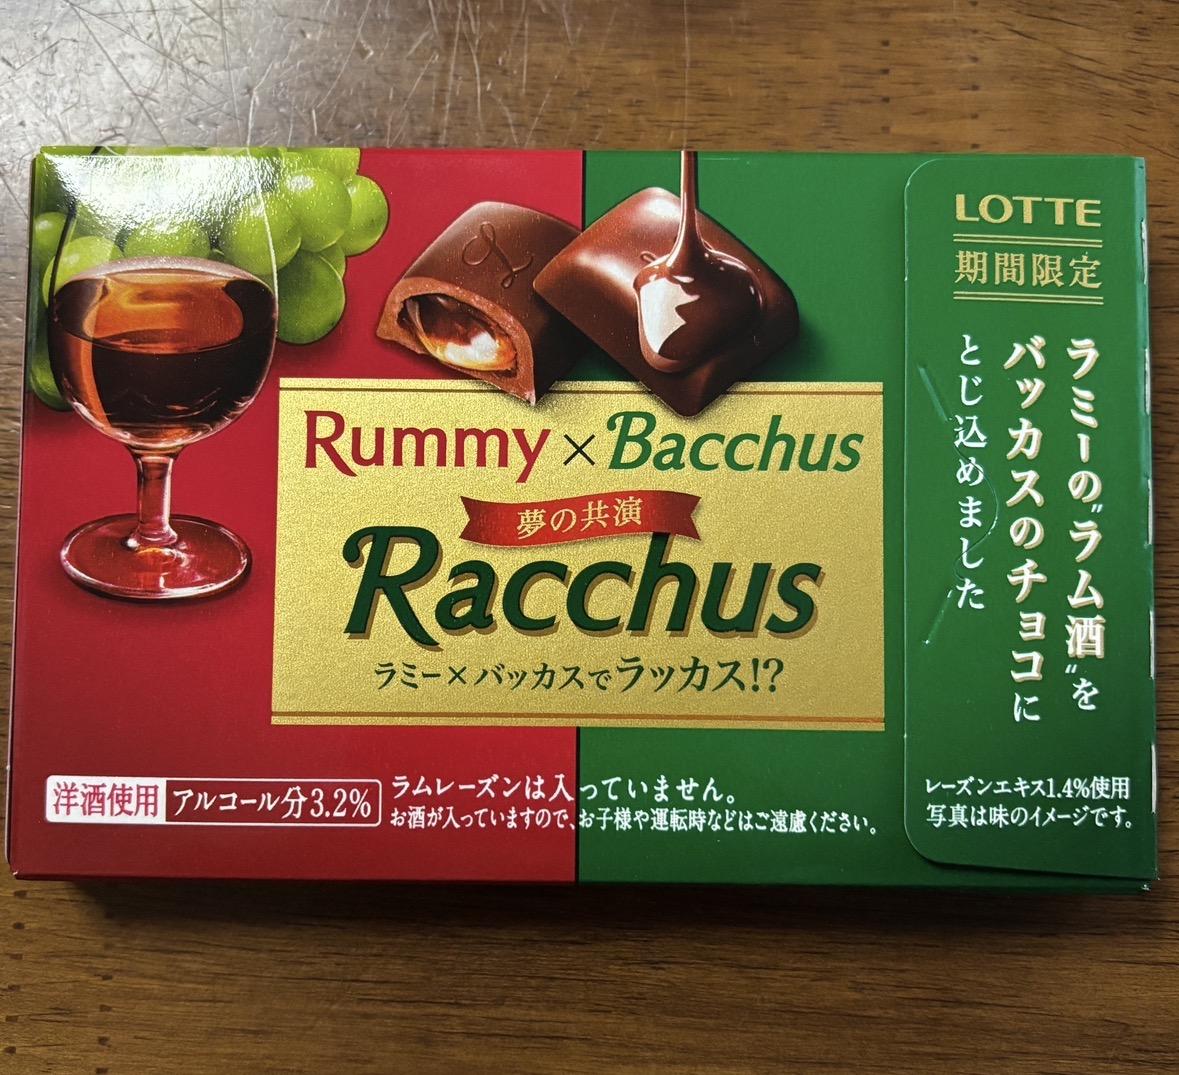 LOTTE
期間限定
ラミーの"ラム酒"を
バッカスのチョコに
とじ込めました
Rummy×Bacchus
夢の共演
Racchus
ラミー×バッカスでラッカス!?
洋酒使用 アルコール分3.2%
ラムレーズンは入っていません。
お酒が入っていますので、お子様や運転時などはご遠慮ください。
レーズンエキス1.4%使用
写真は味のイメージです。